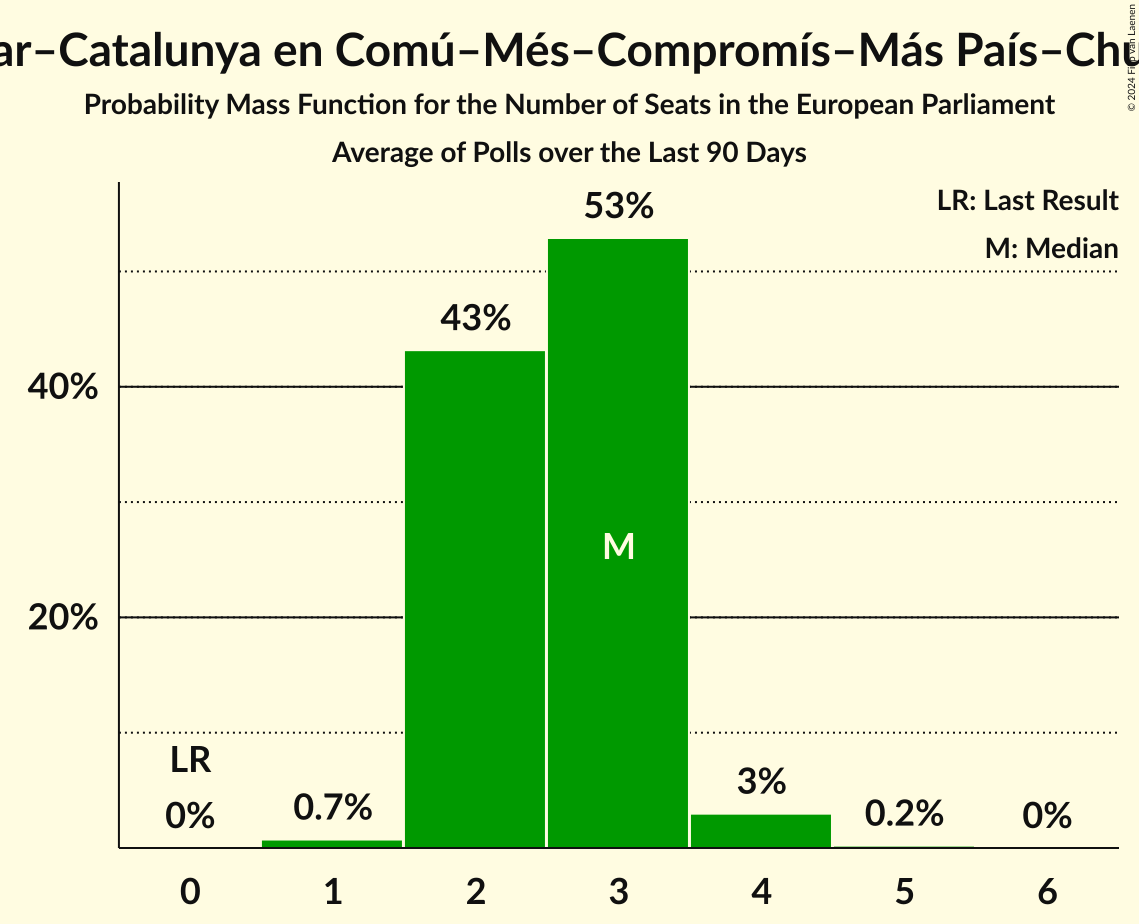 ar–Catalunya en Comú–Més–Compromís–Más País–Chu
Probability Mass Function for the Number of Seats in the European Parliament
Average of Polls over the Last 90 Days
© 2024 Filip van Laenen
LR: Last Result
M: Median
53%
43%
40%
M
20%
LR
0%
0.7%
3%
0.2%
0%
0 1 2 3 4 5 6